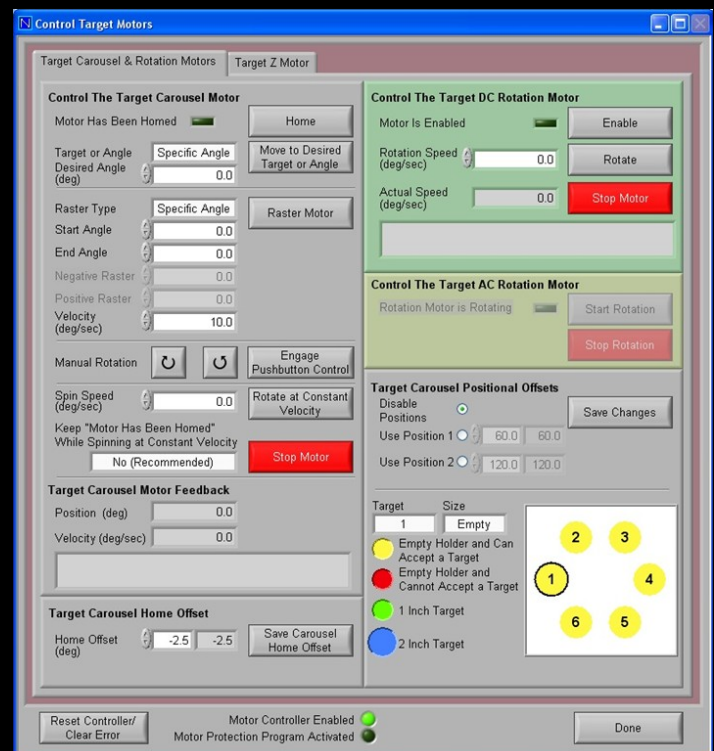 Control Target Motors
Target Carousel & Rotation Motors
Target Z Motor
Control The Target Carousel Motor
Motor Has Been Homed
Home
Target or Angle
Specific Angle
Desired Angle
(deg)
0.0
Move to Desired
Target or Angle
Raster Type
Specific Angle
Raster Motor
Start Angle
0.0
End Angle
0.0
Negative Raster
0.0
Positive Raster
0.0
Velocity
(deg/sec)
10.0
Manual Rotation
Engage
Pushbutton Control
Spin Speed
(deg/sec)
0.0
Rotate at Constant
Velocity
Keep "Motor Has Been Homed"
While Spinning at Constant Velocity
No (Recommended)
Stop Motor
Target Carousel Motor Feedback
Position (deg)
0.0
Velocity (deg/sec)
0.0
Target Carousel Home Offset
Home Offset
(deg)
-2.5 -2.5
Save Carousel
Home Offset
Control The Target DC Rotation Motor
Motor Is Enabled
Enable
Rotation Speed
(deg/sec)
0.0
Rotate
Actual Speed
(deg/sec)
0.0
Stop Motor
Control The Target AC Rotation Motor
Rotation Motor is Rotating
Start Rotation
Stop Rotation
Target Carousel Positional Offsets
Disable
Positions
Save Changes
Use Position 1
60.0 60.0
Use Position 2
120.0 120.0
Target
1
Size
Empty
Empty Holder and Can
Accept a Target
Empty Holder and
Cannot Accept a Target
1 Inch Target
2 Inch Target
2 3
1 4
6 5
Reset Controller/
Clear Error
Motor Controller Enabled
Motor Protection Program Activated
Done